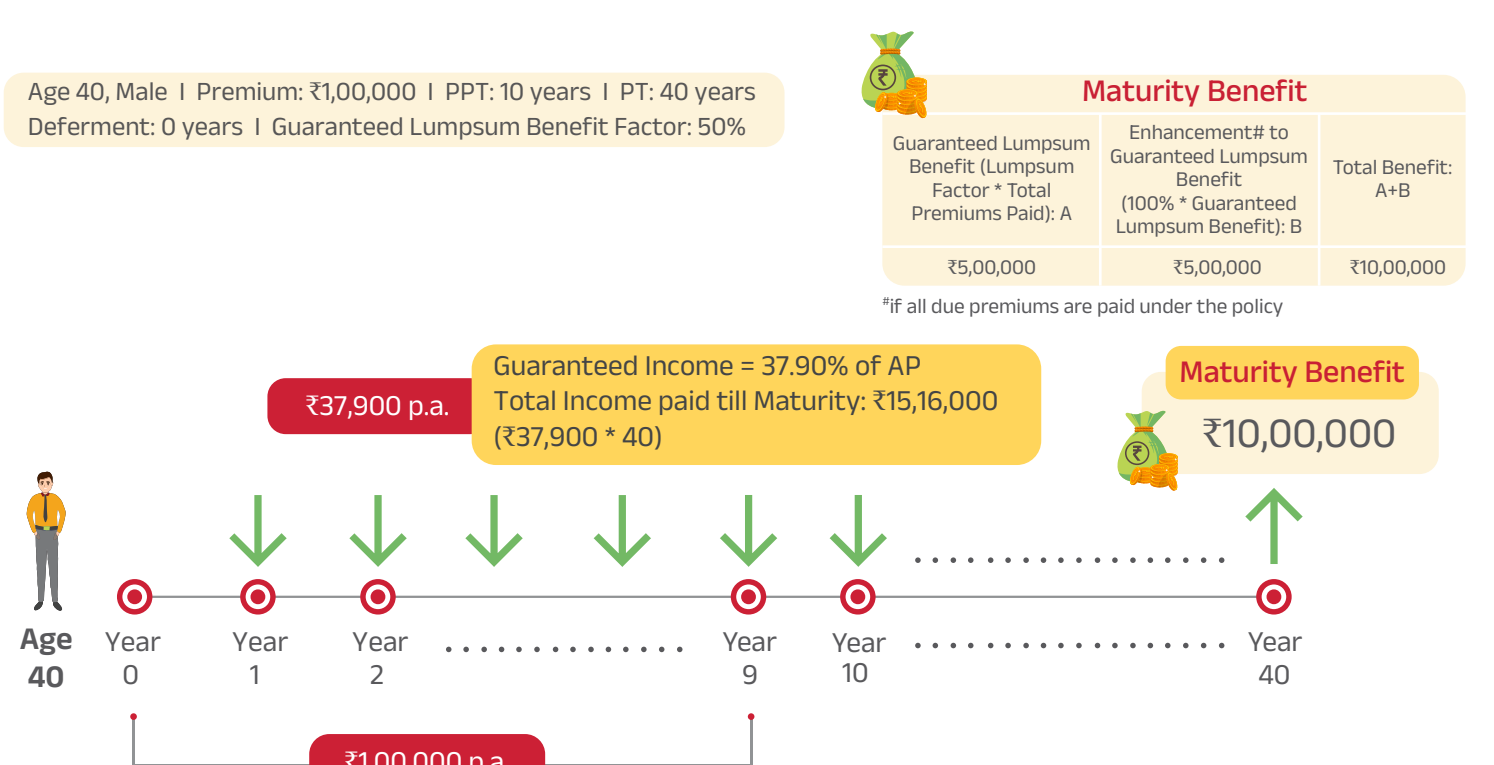 Age 40, Male I Premium: ₹1,00,000 I PPT: 10 years I PT: 40 years
Deferment: 0 years I Guaranteed Lumpsum Benefit Factor: 50%
₹
Maturity Benefit
Guaranteed Lumpsum
Benefit (Lumpsum
Factor * Total
Premiums Paid): A
Enhancement# to
Guaranteed Lumpsum
Benefit
(100% * Guaranteed
Lumpsum Benefit): B
Total Benefit:
A+B
₹5,00,000
₹5,00,000
₹10,00,000
#if all due premiums are paid under the policy
₹37,900 p.a.
Guaranteed Income = 37.90% of AP
Total Income paid till Maturity: ₹15,16,000
(₹37,900 * 40)
Maturity Benefit
₹10,00,000
₹
Age
40
Year
0
Year
1
Year
2
Year
9
Year
10
Year
40
₹1,00,000 p.a.